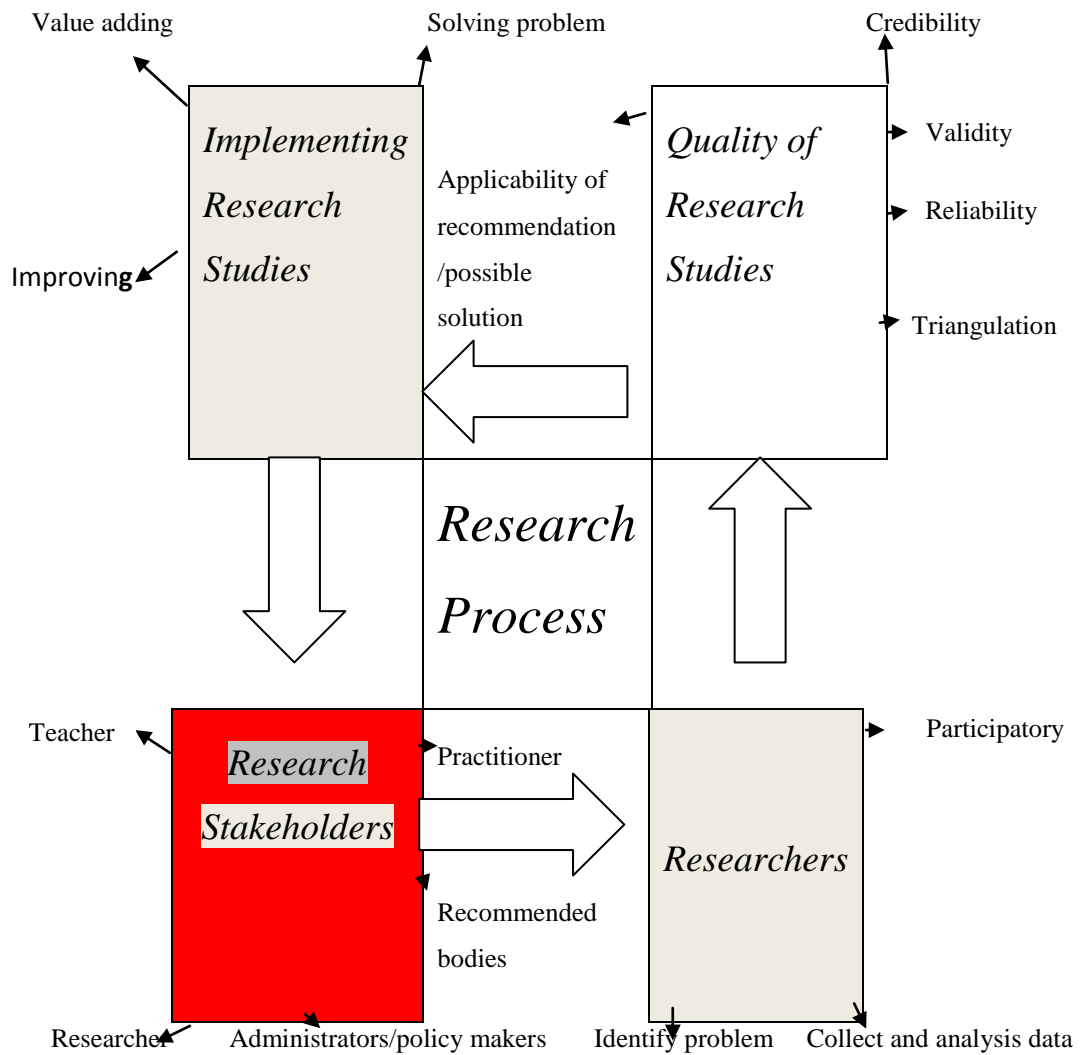 Value adding
Solving problem
Credibility
Implementing
Research
Studies
Improving
Applicability of
recommendation
/possible
solution
Quality of
Research
Studies
Validity
Reliability
Triangulation
Research
Process
Teacher
Research
Stakeholders
Practitioner
Recommended
bodies
Researchers
Participatory
Researcher
Administrators/policy makers
Identify problem
Collect and analysis data